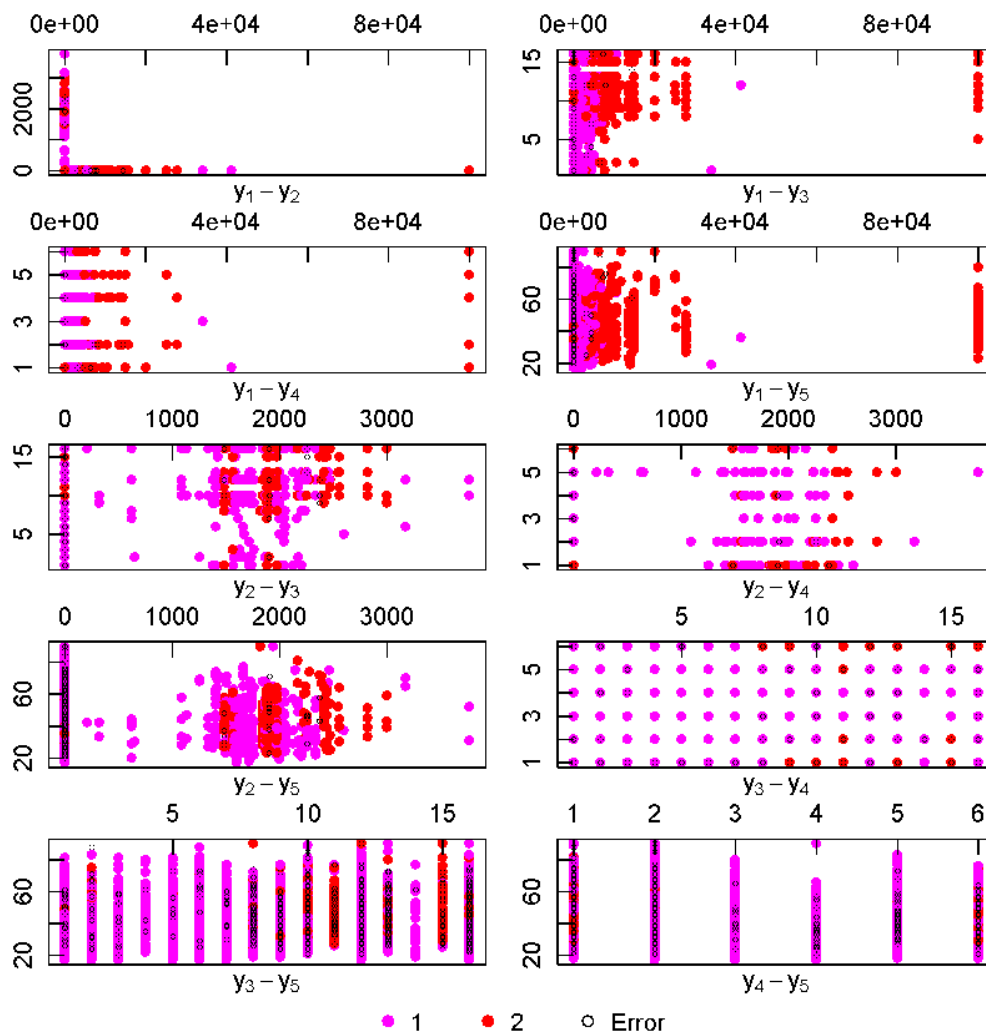 0e+00 4e+04 8e+04 0e+00 4e+04 8e+04
0 2000 5 15
y1 − y2 y1 − y3
0e+00 4e+04 8e+04 0e+00 4e+04 8e+04
1 3 5 20 60
y1 − y4 y1 − y5
0 1000 2000 3000 0 1000 2000 3000
5 15 1 3 5
y2 − y3 y2 − y4
0 1000 2000 3000 5 10 15
20 60 1 3 5
y2 − y5 y3 − y4
5 10 15 1 2 3 4 5 6
20 60 20 60
y3 − y5 y4 − y5
1 2 Error